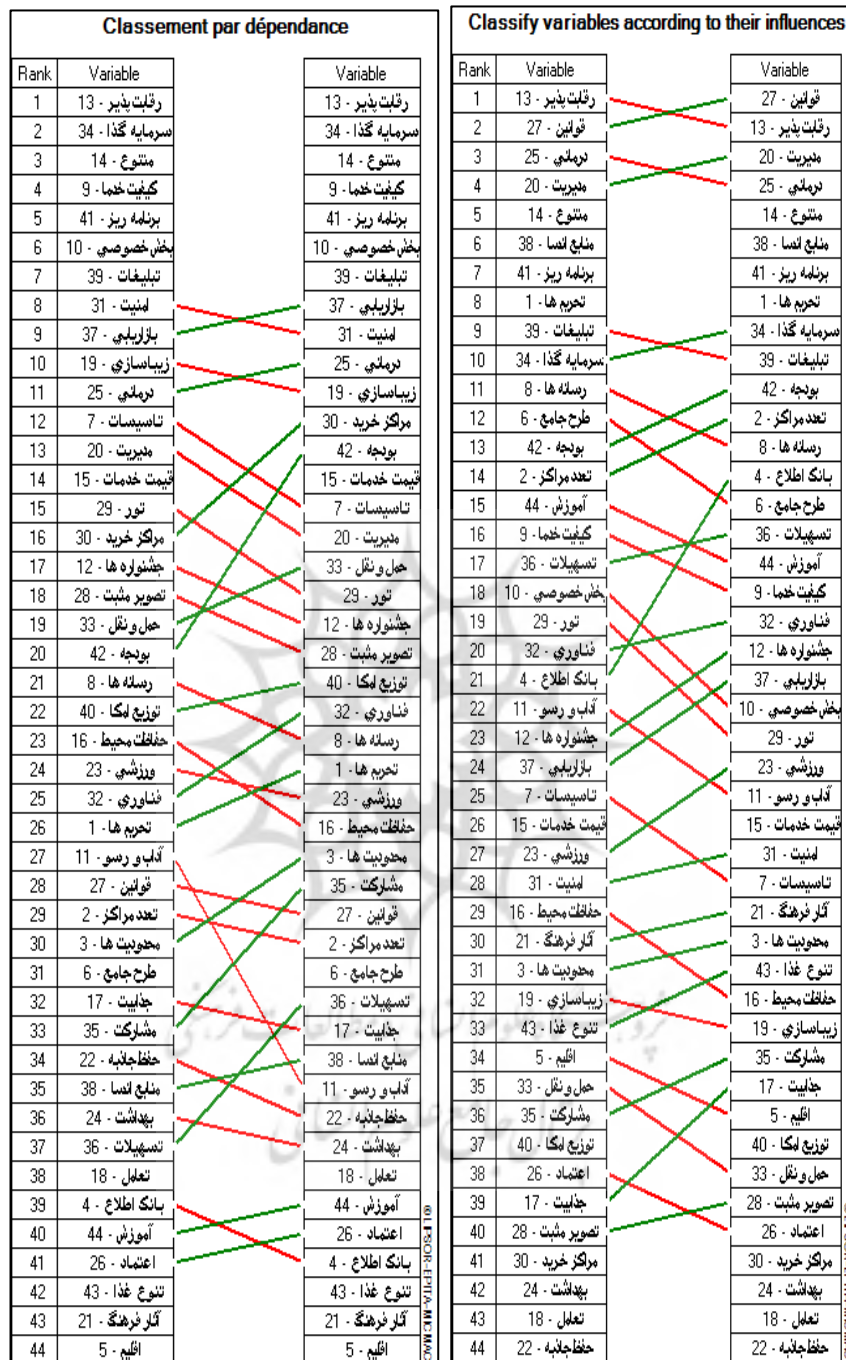 Classement par dépendance
Rank Variable Variable
1 13 - رقابت پذیر 13 - رقابت پذیر
2 34 - سرمایه گذا 34 - سرمایه گذا
3 14 - متنوع 14 - متنوع
4 9 - کیفیت خدما 9 - کیفیت خدما
5 41 - برنامه ریز 41 - برنامه ریز
6 10 - بخش خصوصی 10 - بخش خصوصی
7 39 - تبلیغات 39 - تبلیغات
8 31 - امنیت 37 - بازاریابی
9 37 - بازاریابی 31 - امنیت
10 19 - زیباسازی 25 - درمانی
11 25 - درمانی 19 - زیباسازی
12 7 - تاسیسات 30 - مراکز خرید
13 20 - مدیریت 42 - بودجه
14 15 - قیمت خدمات 15 - قیمت خدمات
15 29 - تور 7 - تاسیسات
16 30 - مراکز خرید 20 - مدیریت
17 12 - جشنواره ها 33 - حمل و نقل
18 28 - تصویر مثبت 29 - تور
19 33 - حمل و نقل 12 - جشنواره ها
20 42 - بودجه 28 - تصویر مثبت
21 8 - رسانه ها 40 - توزیع امکا
22 40 - توزیع امکا 32 - فناوری
23 16 - حفاظت محیط 8 - رسانه ها
24 23 - ورزشی 1 - تحریم ها
25 32 - فناوری 23 - ورزشی
26 1 - تحریم ها 16 - حفاظت محیط
27 11 - آداب و رسو 3 - محدودیت ها
28 27 - قوانین 35 - مشارکت
29 2 - تعدد مراکز 27 - قوانین
30 3 - محدودیت ها 2 - تعدد مراکز
31 6 - طرح جامع 6 - طرح جامع
32 17 - جذابیت 36 - تسهیلات
33 35 - مشارکت 17 - جذابیت
34 22 - حفظ جاذبه 38 - منابع انسا
35 38 - منابع انسا 11 - آداب و رسو
36 24 - بهداشت 22 - حفظ جاذبه
37 36 - تسهیلات 24 - بهداشت
38 18 - تعامل 18 - تعامل
39 4 - بانک اطلاع 44 - آموزش
40 44 - آموزش 26 - اعتماد
41 26 - اعتماد 4 - بانک اطلاع
42 43 - تنوع غذا 43 - تنوع غذا
43 21 - آثار فرهنگ 21 - آثار فرهنگ
44 5 - اقلیم 5 - اقلیم
© LIPSOR-EPITA-MICMAC
Classify variables according to their influences
Rank Variable Variable
1 13 - رقابت پذیر 27 - قوانین
2 27 - قوانین 13 - رقابت پذیر
3 25 - درمانی 20 - مدیریت
4 20 - مدیریت 25 - درمانی
5 14 - متنوع 14 - متنوع
6 38 - منابع انسا 38 - منابع انسا
7 41 - برنامه ریز 41 - برنامه ریز
8 1 - تحریم ها 1 - تحریم ها
9 39 - تبلیغات 34 - سرمایه گذا
10 34 - سرمایه گذا 39 - تبلیغات
11 8 - رسانه ها 42 - بودجه
12 6 - طرح جامع 2 - تعدد مراکز
13 42 - بودجه 8 - رسانه ها
14 2 - تعدد مراکز 4 - بانک اطلاع
15 44 - آموزش 6 - طرح جامع
16 9 - کیفیت خدما 36 - تسهیلات
17 36 - تسهیلات 44 - آموزش
18 10 - بخش خصوصی 9 - کیفیت خدما
19 29 - تور 32 - فناوری
20 32 - فناوری 12 - جشنواره ها
21 4 - بانک اطلاع 37 - بازاریابی
22 11 - آداب و رسو 10 - بخش خصوصی
23 12 - جشنواره ها 29 - تور
24 37 - بازاریابی 23 - ورزشی
25 7 - تاسیسات 11 - آداب و رسو
26 15 - قیمت خدمات 15 - قیمت خدمات
27 23 - ورزشی 31 - امنیت
28 31 - امنیت 7 - تاسیسات
29 16 - حفاظت محیط 21 - آثار فرهنگ
30 21 - آثار فرهنگ 3 - محدودیت ها
31 3 - محدودیت ها 43 - تنوع غذا
32 19 - زیباسازی 16 - حفاظت محیط
33 43 - تنوع غذا 19 - زیباسازی
34 5 - اقلیم 35 - مشارکت
35 33 - حمل و نقل 17 - جذابیت
36 35 - مشارکت 5 - اقلیم
37 40 - توزیع امکا 40 - توزیع امکا
38 26 - اعتماد 33 - حمل و نقل
39 17 - جذابیت 28 - تصویر مثبت
40 28 - تصویر مثبت 26 - اعتماد
41 30 - مراکز خرید 30 - مراکز خرید
42 24 - بهداشت 24 - بهداشت
43 18 - تعامل 18 - تعامل
44 22 - حفظ جاذبه 22 - حفظ جاذبه